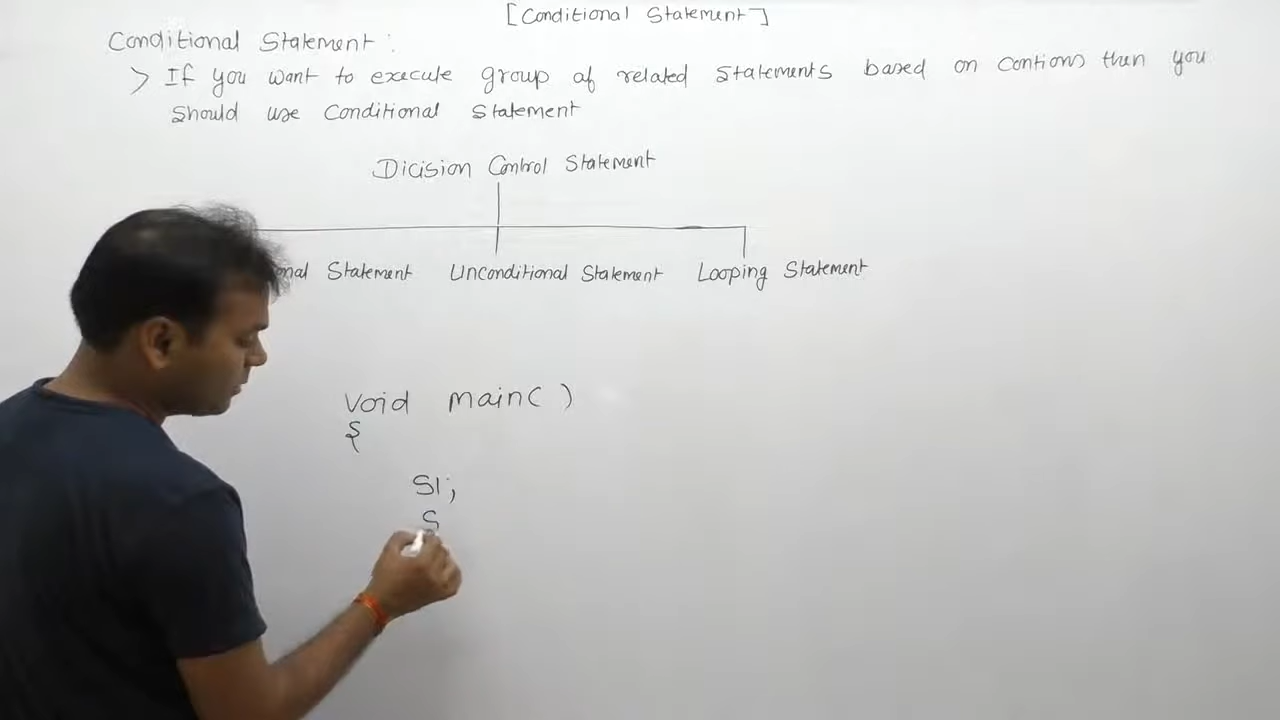 [Conditional Statement]
Conditional Statement :
> If you want to execute group of related statements based on contions then you
should use conditional statement
Dicision Control Statement
Statement Unconditional Statement Looping Statement
void main( )
{
S1;
S